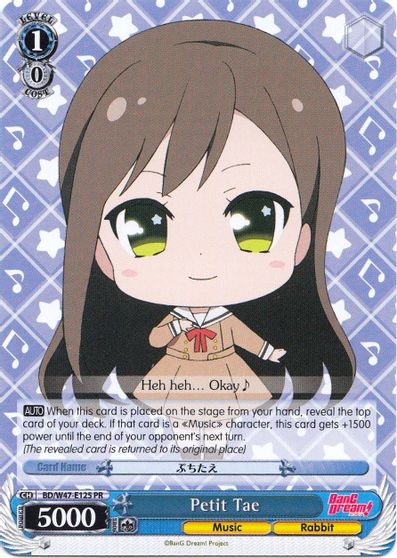 LEVEL
1
0
COST
Heh heh... Okay♪
AUTO When this card is placed on the stage from your hand, reveal the top
card of your deck. If that card is a «Music» character, this card gets +1500
power until the end of your opponent's next turn.
(The revealed card is returned to its original place)
Card Name ぷちたえ
CH BD/W47-E125 PR
Petit Tae
BanG Dream!
POWER 5000 SOUL
Music Rabbit
©BanG Dream! Project